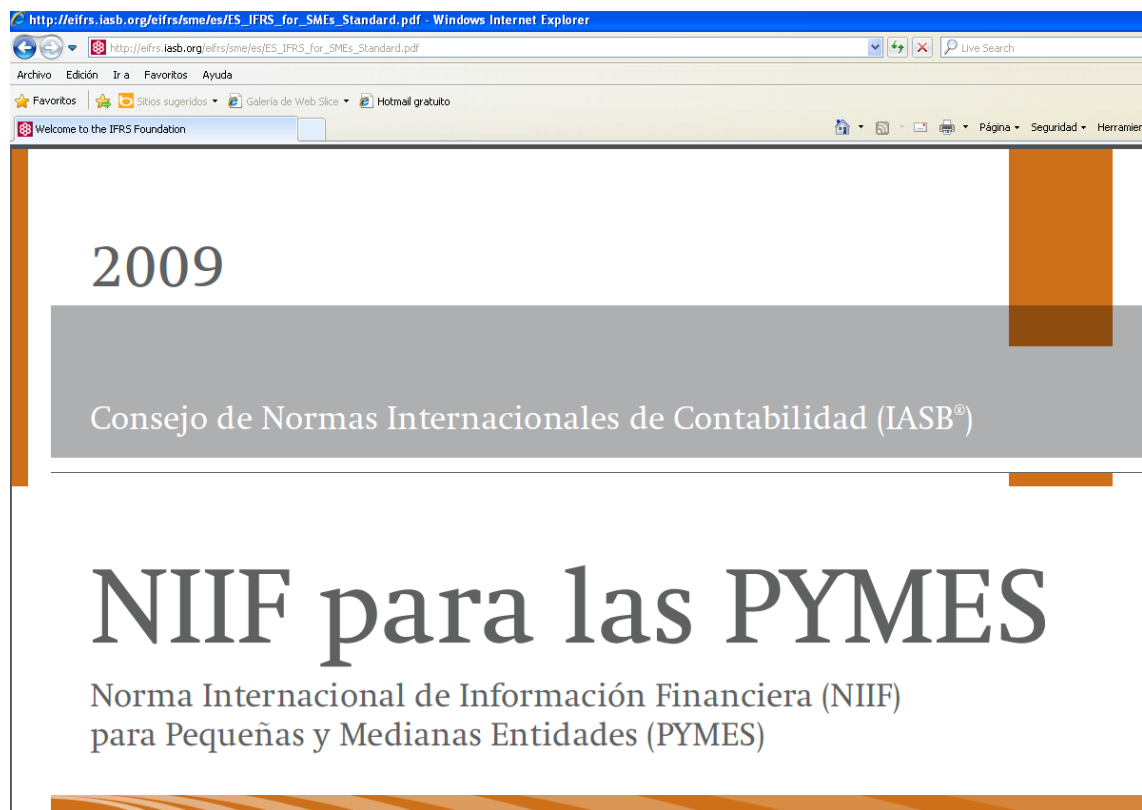 http://eifrs.iasb.org/eifrs/sme/es/ES_IFRS_for_SMEs_Standard.pdf - Windows Internet Explorer
http://eifrs.iasb.org/eifrs/sme/es/ES_IFRS_for_SMEs_Standard.pdf Live Search
Archivo Edición Ir a Favoritos Ayuda
Favoritos Sitios sugeridos Galería de Web Slice Hotmail gratuito
Welcome to the IFRS Foundation Página Seguridad Herramien
2009
Consejo de Normas Internacionales de Contabilidad (IASB®)
NIIF para las PYMES
Norma Internacional de Información Financiera (NIIF)
para Pequeñas y Medianas Entidades (PYMES)